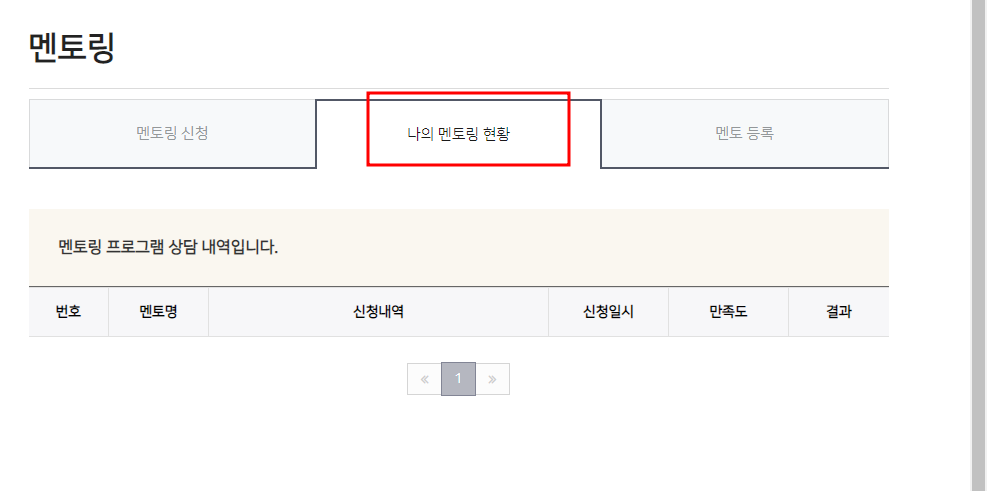 멘토링
멘토링 신청 나의 멘토링 현황 멘토 등록
멘토링 프로그램 상담 내역입니다.
번호 멘토명 신청내역 신청일시 만족도 결과
« 1 »